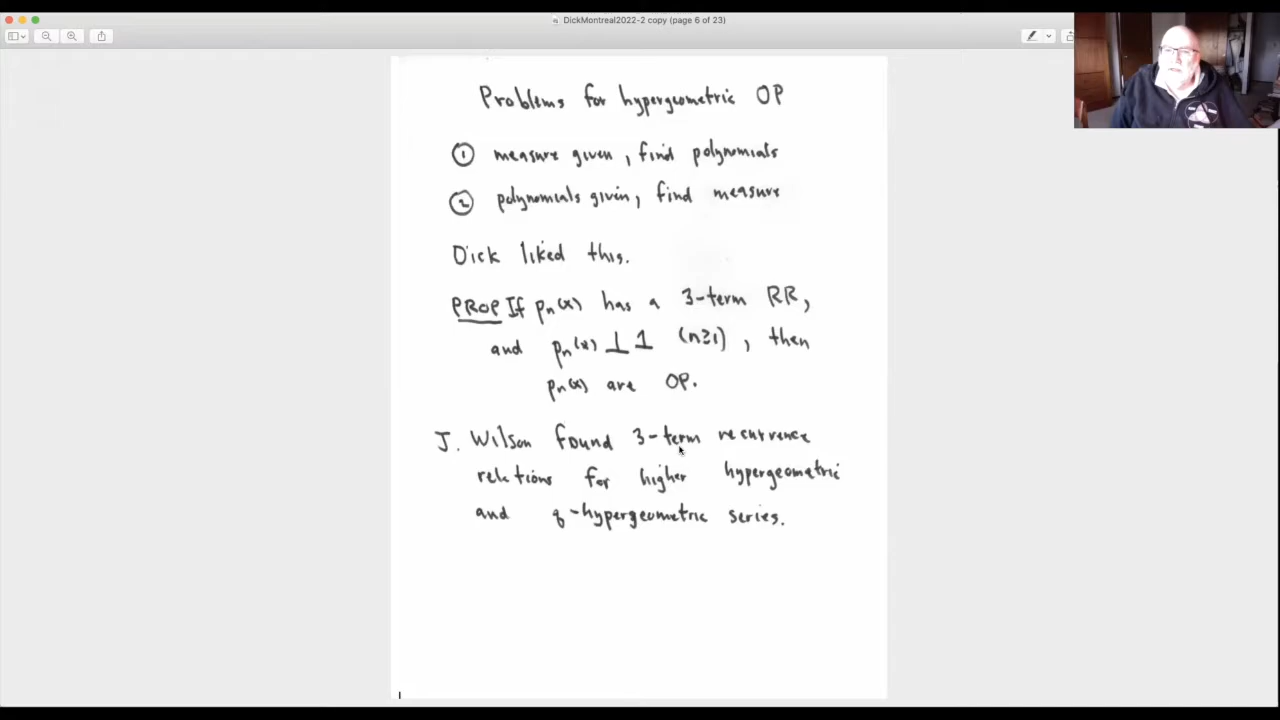 DickMontreal2022-2 copy (page 6 of 23)
Problems for hypergeometric OP
① measure given, find polynomials
② polynomials given, find measure
Dick liked this.
PROP If pn(x) has a 3-term RR,
and pn(x) ⊥ 1 (n≥1), then
pn(x) are OP.
J. Wilson found 3-term recurrence
relations for higher hypergeometric
and q-hypergeometric series.